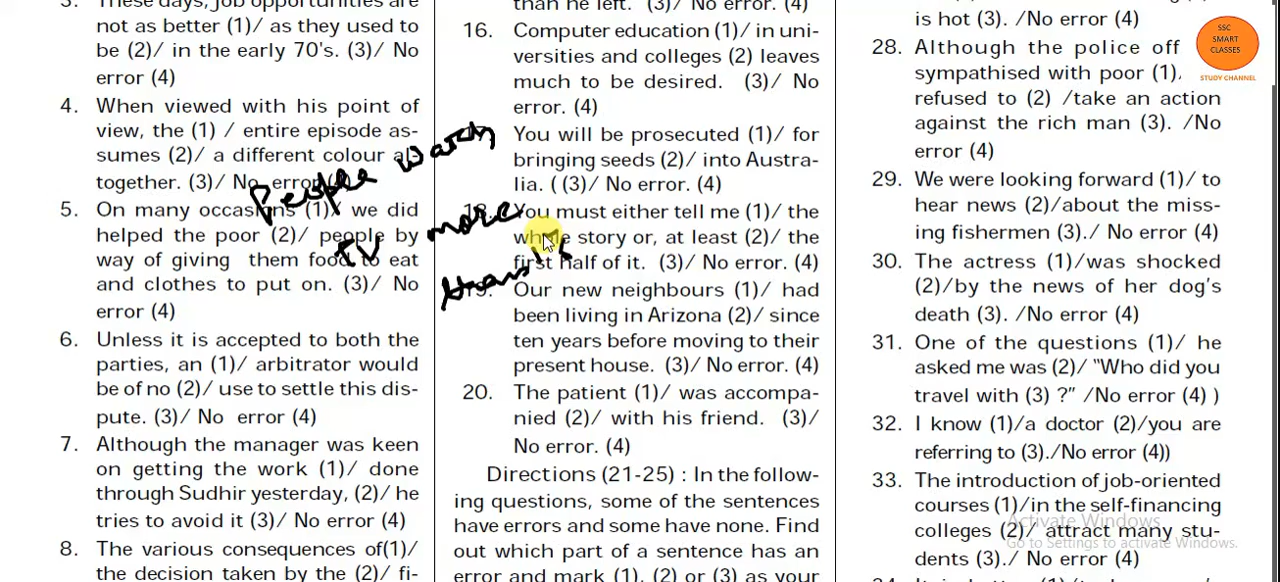 3. These days, job opportunities are
not as better (1)/ as they used to
be (2)/ in the early 70's. (3)/ No
error (4)
4. When viewed with his point of
view, the (1) / entire episode as-
sumes (2)/ a different colour al-
together. (3)/ No error (4)
5. On many occasions (1)/ we did
helped the poor (2)/ people by
way of giving them food to eat
and clothes to put on. (3)/ No
error (4)
6. Unless it is accepted to both the
parties, an (1)/ arbitrator would
be of no (2)/ use to settle this dis-
pute. (3)/ No error (4)
7. Although the manager was keen
on getting the work (1)/ done
through Sudhir yesterday, (2)/ he
tries to avoid it (3)/ No error (4)
8. The various consequences of(1)/
the decision taken by the (2)/ fi-
People watch
TV more
than is
than he left. (3)/ No error. (4)
16. Computer education (1)/ in uni-
versities and colleges (2) leaves
much to be desired. (3)/ No
error. (4)
You will be prosecuted (1)/ for
bringing seeds (2)/ into Austra-
lia. ( (3)/ No error. (4)
18. You must either tell me (1)/ the
whole story or, at least (2)/ the
first half of it. (3)/ No error. (4)
19. Our new neighbours (1)/ had
been living in Arizona (2)/ since
ten years before moving to their
present house. (3)/ No error. (4)
20. The patient (1)/ was accompa-
nied (2)/ with his friend. (3)/
No error. (4)
Directions (21-25) : In the follow-
ing questions, some of the sentences
have errors and some have none. Find
out which part of a sentence has an
error and mark (1), (2) or (3) as your
is hot (3). /No error (4)
28. Although the police off
sympathised with poor (1).
refused to (2) /take an action
against the rich man (3). /No
error (4)
29. We were looking forward (1)/ to
hear news (2)/about the miss-
ing fishermen (3)./ No error (4)
30. The actress (1)/was shocked
(2)/by the news of her dog's
death (3). /No error (4)
31. One of the questions (1)/ he
asked me was (2)/ "Who did you
travel with (3) ?" /No error (4) )
32. I know (1)/a doctor (2)/you are
referring to (3)./No error (4))
33. The introduction of job-oriented
courses (1)/in the self-financing
colleges (2)/ attract many stu-
dents (3)./ No error (4)
SSC
SMART
CLASSES
STUDY CHANNEL
Activate Windows
Go to Settings to activate Windows.